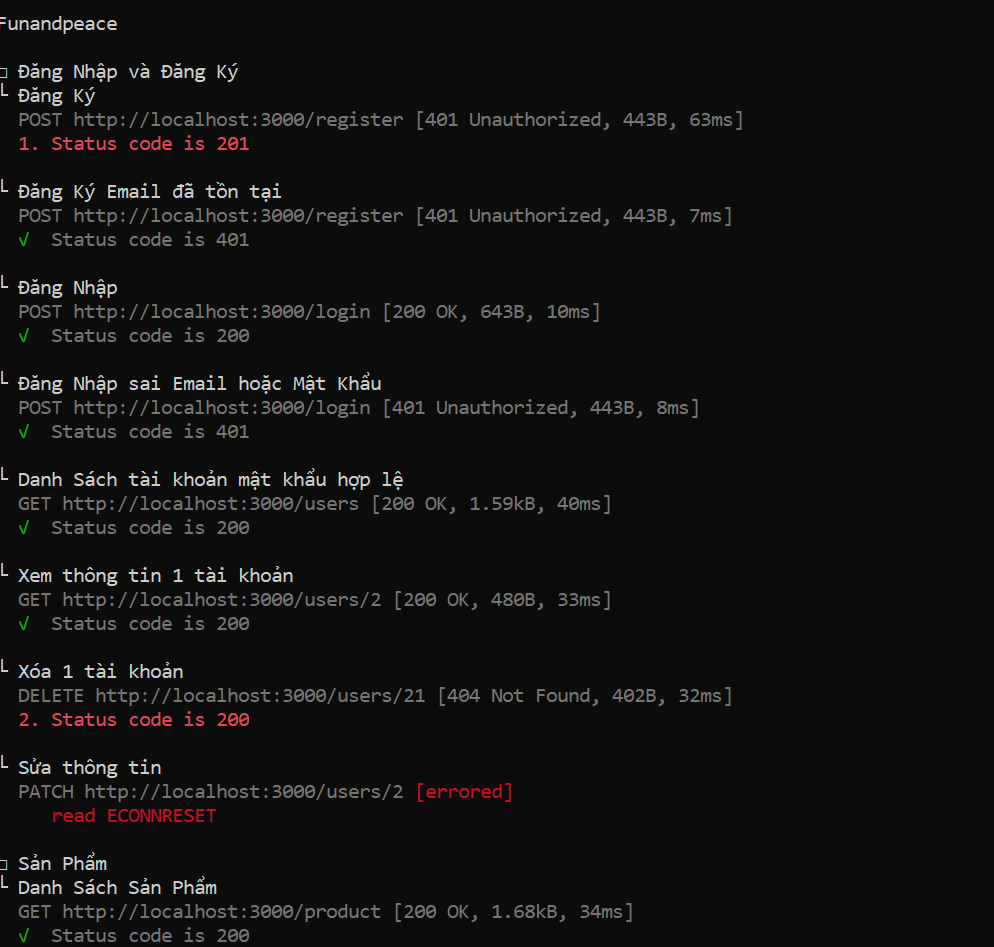 Funandpeace
□ Đăng Nhập và Đăng Ký
└ Đăng Ký
POST http://localhost:3000/register [401 Unauthorized, 443B, 63ms]
1. Status code is 201
└ Đăng Ký Email đã tồn tại
POST http://localhost:3000/register [401 Unauthorized, 443B, 7ms]
√ Status code is 401
└ Đăng Nhập
POST http://localhost:3000/login [200 OK, 643B, 10ms]
√ Status code is 200
└ Đăng Nhập sai Email hoặc Mật Khẩu
POST http://localhost:3000/login [401 Unauthorized, 443B, 8ms]
√ Status code is 401
└ Danh Sách tài khoản mật khẩu hợp lệ
GET http://localhost:3000/users [200 OK, 1.59kB, 40ms]
√ Status code is 200
└ Xem thông tin 1 tài khoản
GET http://localhost:3000/users/2 [200 OK, 480B, 33ms]
√ Status code is 200
└ Xóa 1 tài khoản
DELETE http://localhost:3000/users/21 [404 Not Found, 402B, 32ms]
2. Status code is 200
└ Sửa thông tin
PATCH http://localhost:3000/users/2 [errored]
read ECONNRESET
□ Sản Phẩm
└ Danh Sách Sản Phẩm
GET http://localhost:3000/product [200 OK, 1.68kB, 34ms]
√ Status code is 200